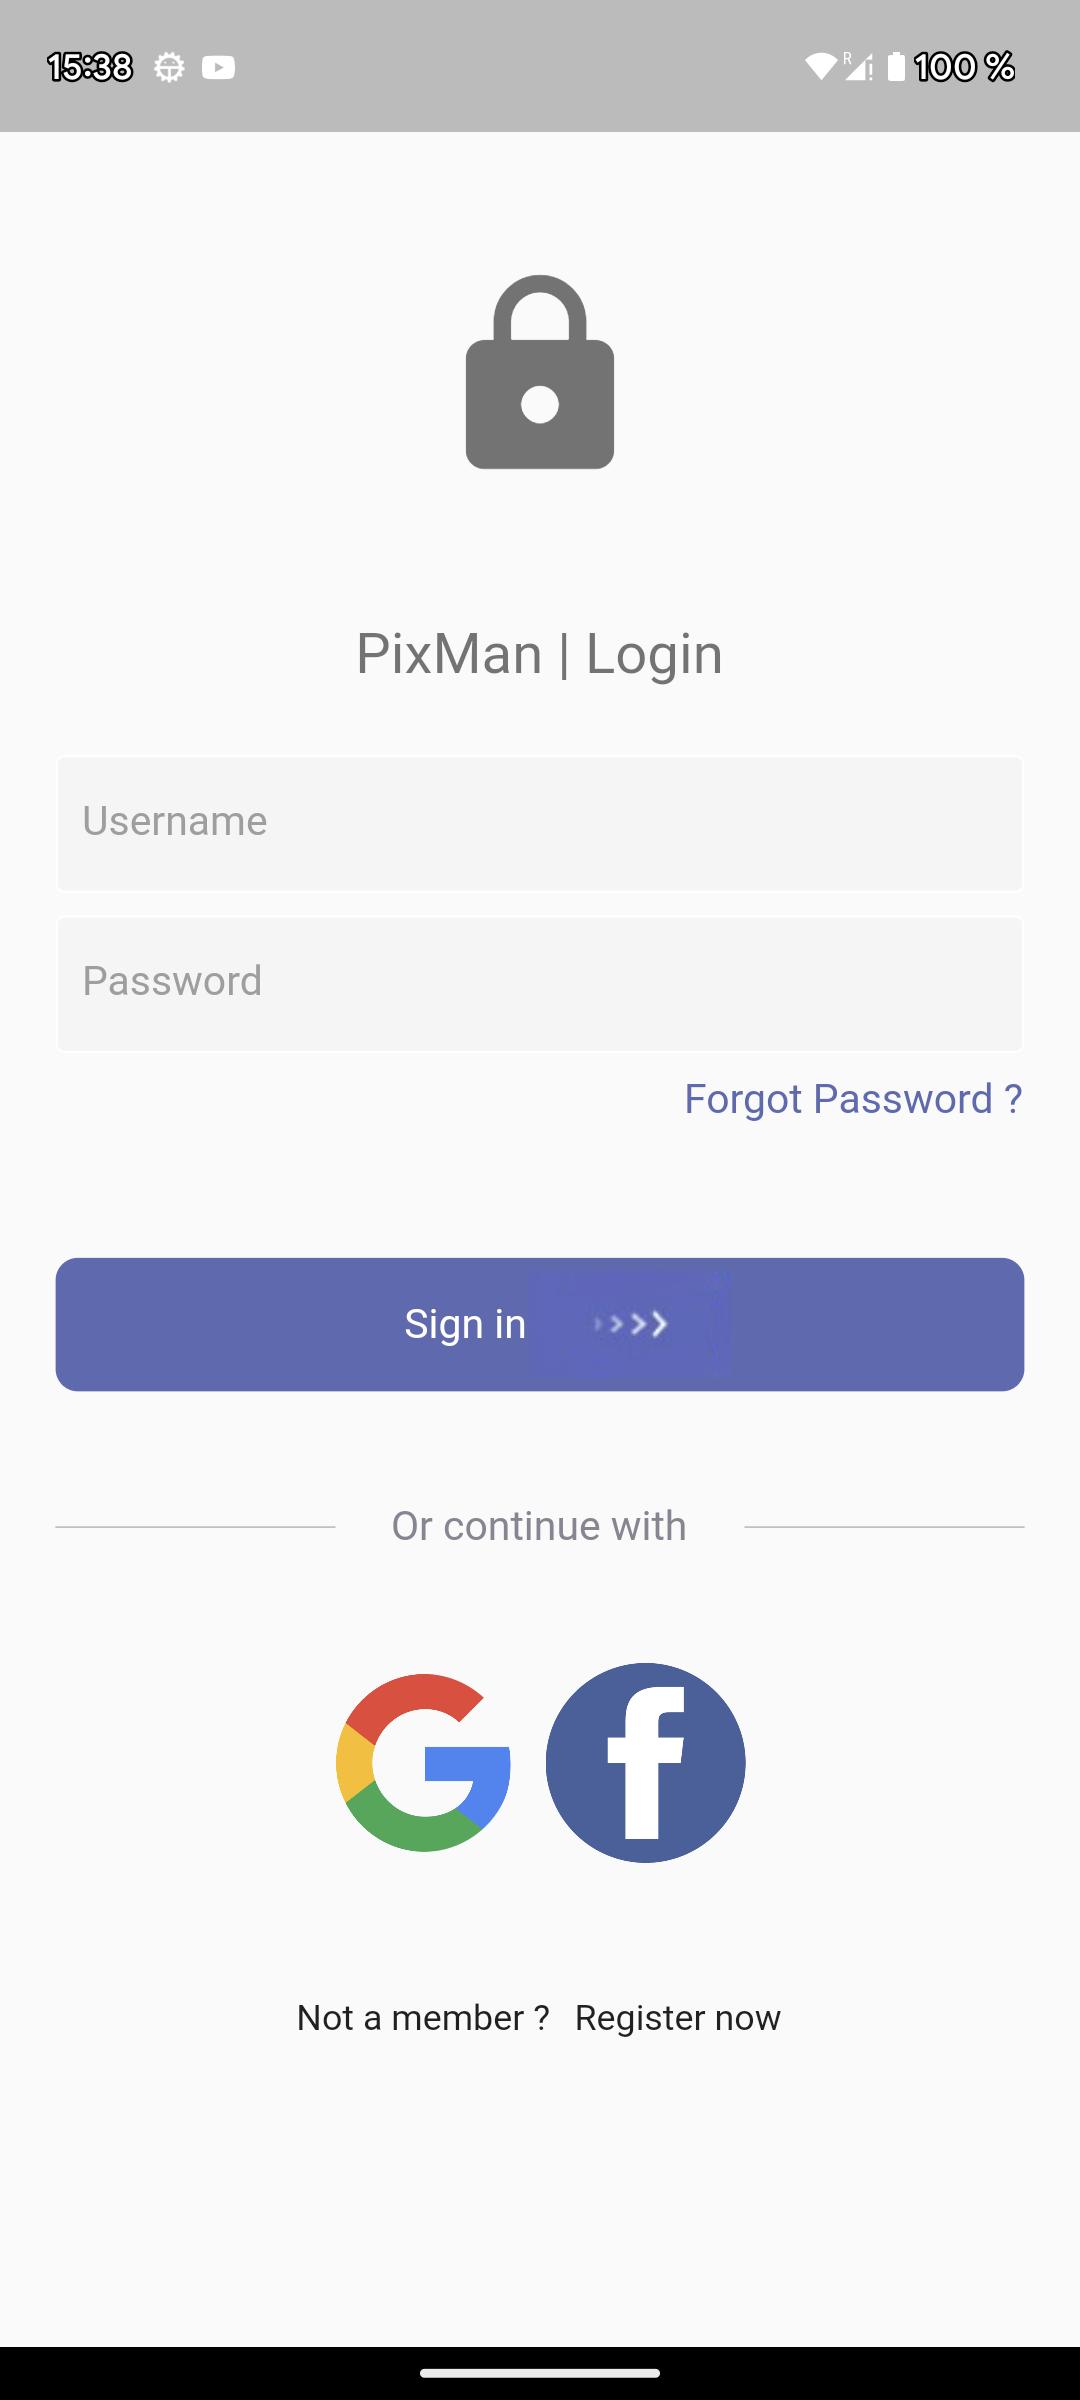 15:38 R 100 %
PixMan | Login
Username
Password
Forgot Password ?
Sign in
Or continue with
Not a member ? Register now